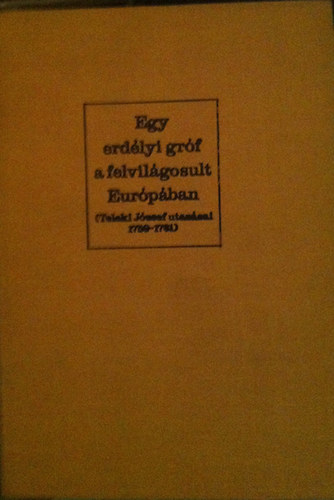 Egy
erdélyi gróf
a felvilágosult
Európában
(Teleki József utazásai
1759-1761)